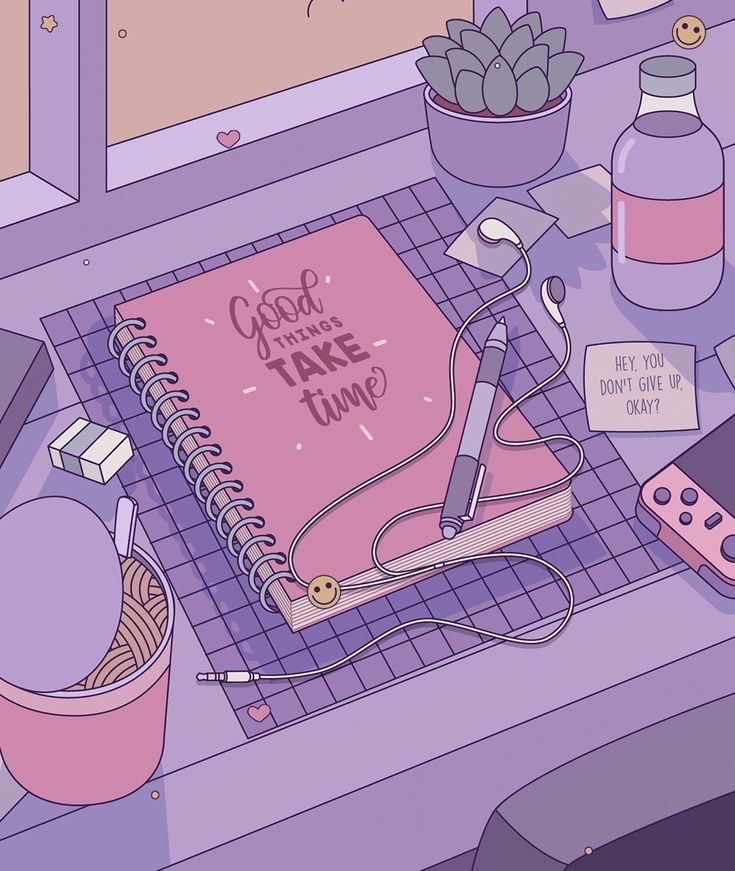 Good
THINGS
TAKE
time
HEY, YOU
DON'T GIVE UP,
OKAY?